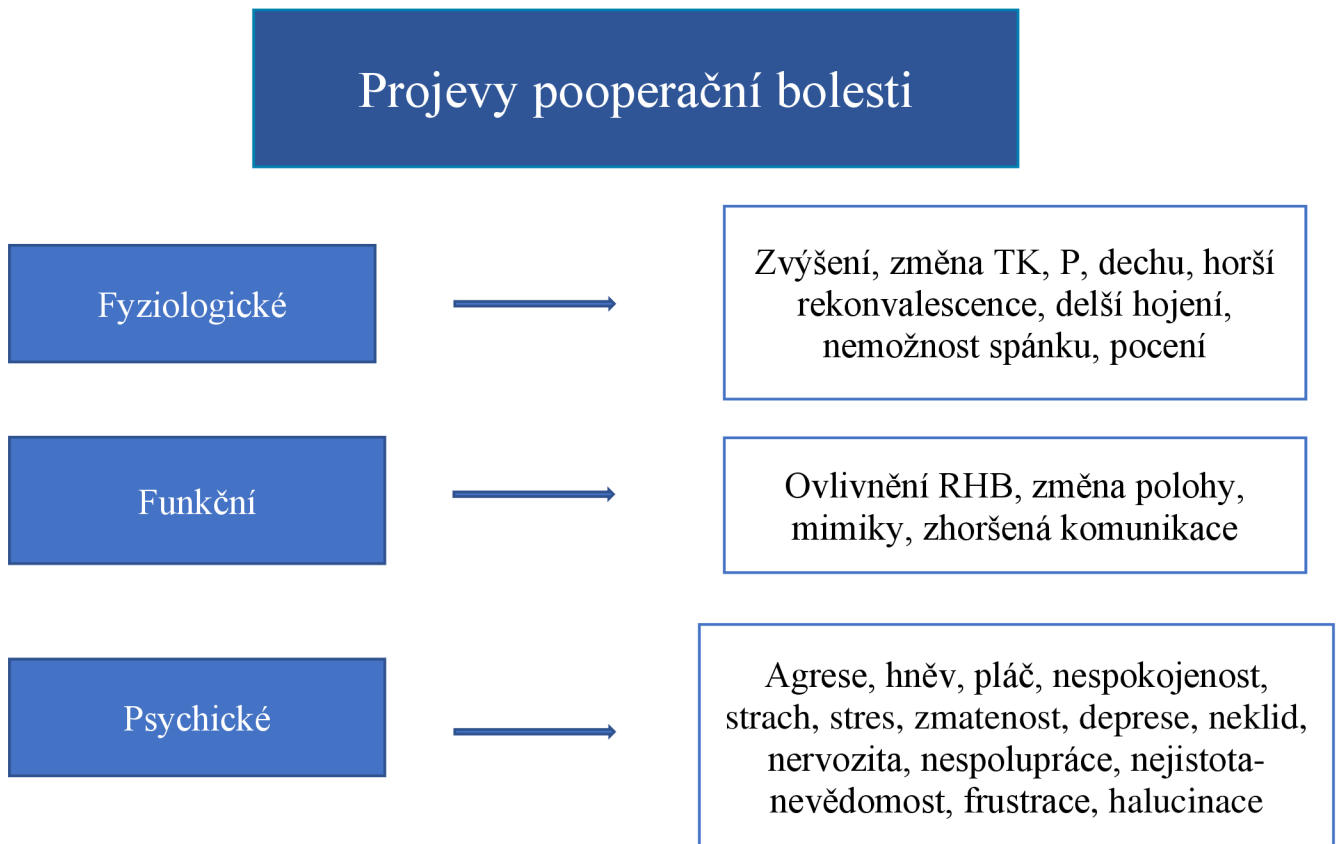 Projevy pooperační bolesti
Fyziologické
Zvýšení, změna TK, P, dechu, horší
rekonvalescence, delší hojení,
nemožnost spánku, pocení
Funkční
Ovlivnění RHB, změna polohy,
mimiky, zhoršená komunikace
Psychické
Agrese, hněv, pláč, nespokojenost,
strach, stres, zmatenost, deprese, neklid,
nervozita, nespolupráce, nejistota-
nevědomost, frustrace, halucinace